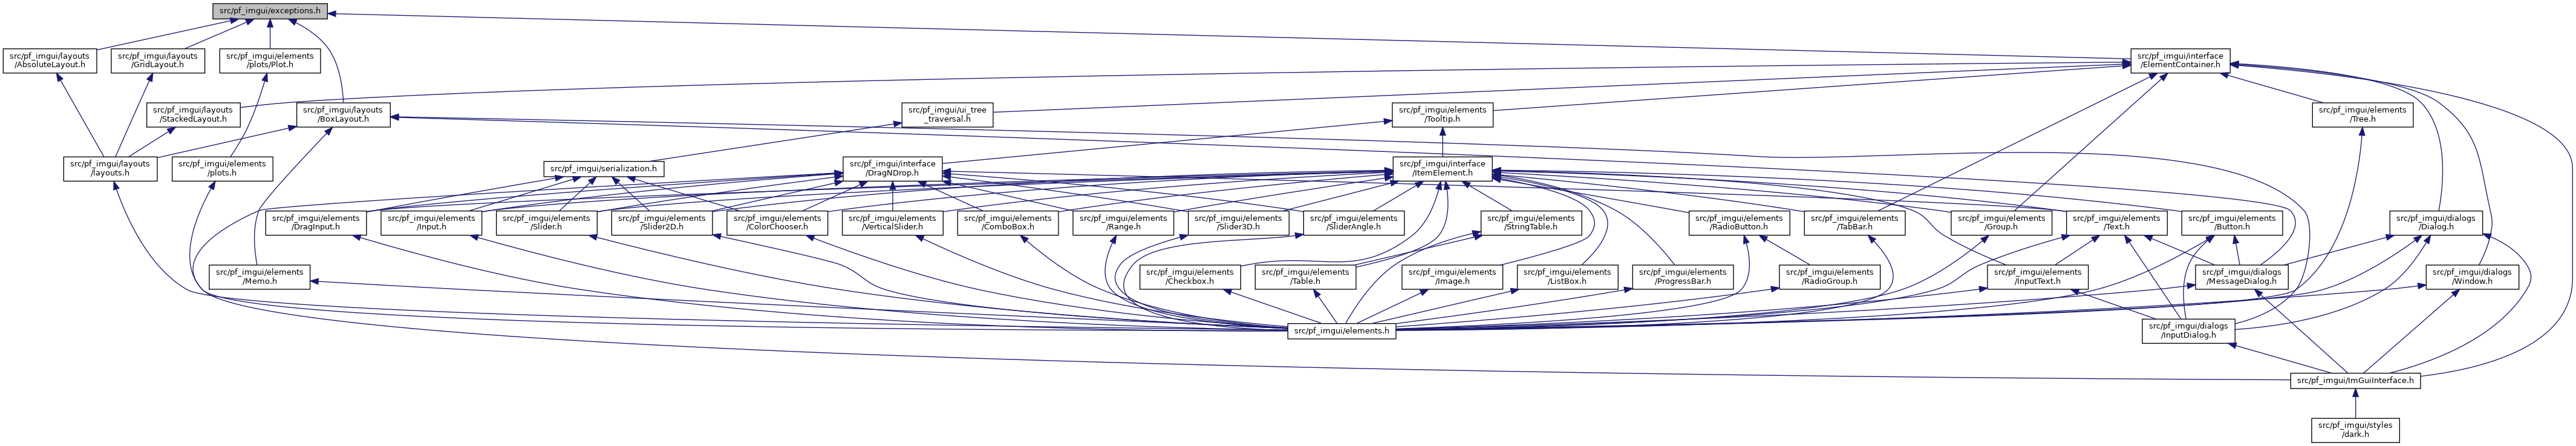 src/pf_imgui/exceptions.h
src/pf_imgui/layouts
/AbsoluteLayout.h
src/pf_imgui/layouts
/GridLayout.h
src/pf_imgui/elements
/plots/Plot.h
src/pf_imgui/interface
/ElementContainer.h
src/pf_imgui/layouts
/StackedLayout.h
src/pf_imgui/layouts
/BoxLayout.h
src/pf_imgui/ui_tree
_traversal.h
src/pf_imgui/elements
/Tooltip.h
src/pf_imgui/elements
/Tree.h
src/pf_imgui/layouts
/layouts.h
src/pf_imgui/elements
/plots.h
src/pf_imgui/serialization.h
src/pf_imgui/interface
/DragNDrop.h
src/pf_imgui/interface
/ItemElement.h
src/pf_imgui/elements
/DragInput.h
src/pf_imgui/elements
/Input.h
src/pf_imgui/elements
/Slider.h
src/pf_imgui/elements
/Slider2D.h
src/pf_imgui/elements
/ColorChooser.h
src/pf_imgui/elements
/VerticalSlider.h
src/pf_imgui/elements
/ComboBox.h
src/pf_imgui/elements
/Range.h
src/pf_imgui/elements
/Slider3D.h
src/pf_imgui/elements
/SliderAngle.h
src/pf_imgui/elements
/StringTable.h
src/pf_imgui/elements
/RadioButton.h
src/pf_imgui/elements
/TabBar.h
src/pf_imgui/elements
/Group.h
src/pf_imgui/elements
/Text.h
src/pf_imgui/elements
/Button.h
src/pf_imgui/dialogs
/Dialog.h
src/pf_imgui/elements
/Memo.h
src/pf_imgui/elements
/Checkbox.h
src/pf_imgui/elements
/Table.h
src/pf_imgui/elements
/Image.h
src/pf_imgui/elements
/ListBox.h
src/pf_imgui/elements
/ProgressBar.h
src/pf_imgui/elements
/RadioGroup.h
src/pf_imgui/elements
/InputText.h
src/pf_imgui/dialogs
/MessageDialog.h
src/pf_imgui/dialogs
/Window.h
src/pf_imgui/elements.h
src/pf_imgui/dialogs
/InputDialog.h
src/pf_imgui/ImGuiInterface.h
src/pf_imgui/styles
/dark.h